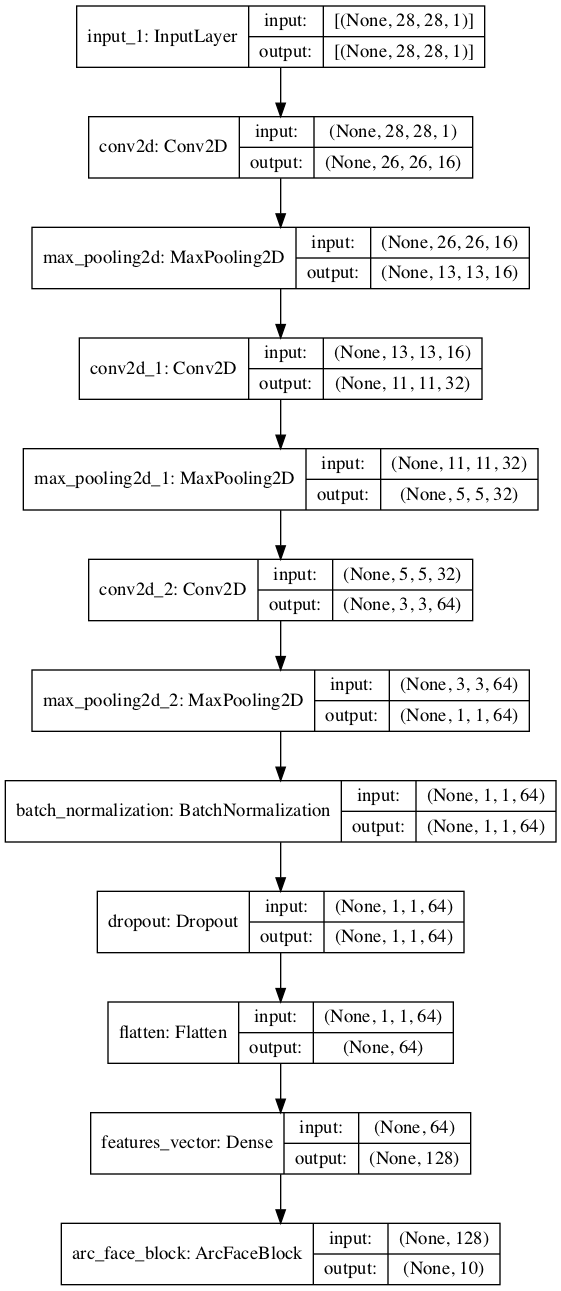 input_1: InputLayer
input: [(None, 28, 28, 1)]
output: [(None, 28, 28, 1)]
conv2d: Conv2D
input: (None, 28, 28, 1)
output: (None, 26, 26, 16)
max_pooling2d: MaxPooling2D
input: (None, 26, 26, 16)
output: (None, 13, 13, 16)
conv2d_1: Conv2D
input: (None, 13, 13, 16)
output: (None, 11, 11, 32)
max_pooling2d_1: MaxPooling2D
input: (None, 11, 11, 32)
output: (None, 5, 5, 32)
conv2d_2: Conv2D
input: (None, 5, 5, 32)
output: (None, 3, 3, 64)
max_pooling2d_2: MaxPooling2D
input: (None, 3, 3, 64)
output: (None, 1, 1, 64)
batch_normalization: BatchNormalization
input: (None, 1, 1, 64)
output: (None, 1, 1, 64)
dropout: Dropout
input: (None, 1, 1, 64)
output: (None, 1, 1, 64)
flatten: Flatten
input: (None, 1, 1, 64)
output: (None, 64)
features_vector: Dense
input: (None, 64)
output: (None, 128)
arc_face_block: ArcFaceBlock
input: (None, 128)
output: (None, 10)